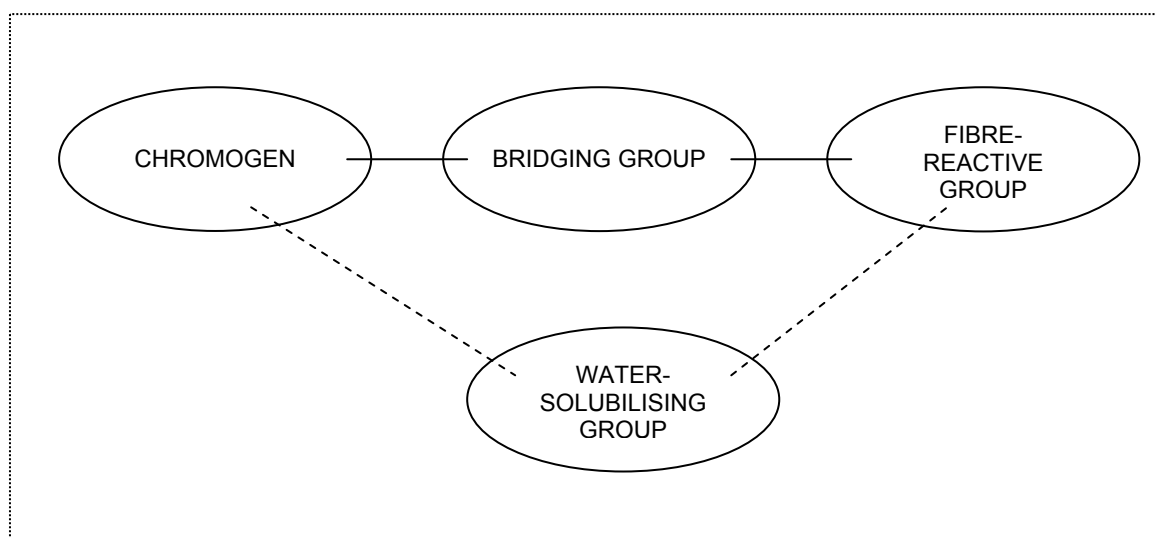 CHROMOGEN
BRIDGING GROUP
FIBRE-
REACTIVE
GROUP
WATER-
SOLUBILISING
GROUP